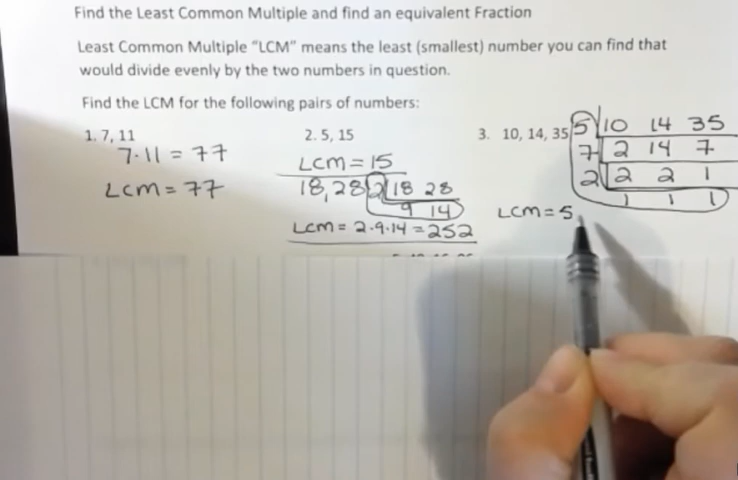 Find the Least Common Multiple and find an equivalent Fraction
Least Common Multiple "LCM" means the least (smallest) number you can find that
would divide evenly by the two numbers in question.
Find the LCM for the following pairs of numbers:
1. 7, 11
7·11 = 77
LCM = 77
2. 5, 15
LCM = 15
18, 28 2 18 28
9 14
LCM = 2·9·14 = 252
3. 10, 14, 35 5 10 14 35
7 2 14 7
2 2 2 1
1 1 1
LCM = 5